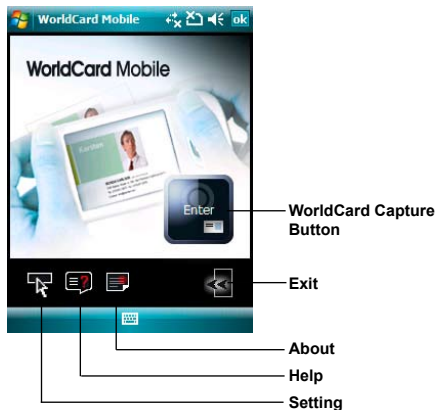 WorldCard Mobile
ok
WorldCard Mobile
Enter
WorldCard Capture
Button
Exit
About
Help
Setting